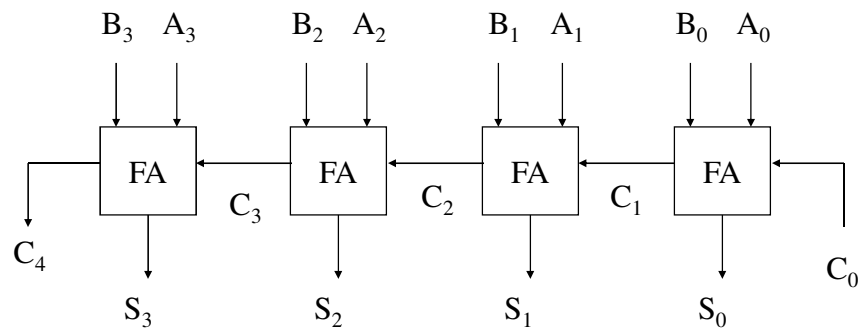 B₃ A₃ B₂ A₂ B₁ A₁ B₀ A₀
FA FA FA FA
C₃ C₂ C₁
C₄ C₀
S₃ S₂ S₁ S₀